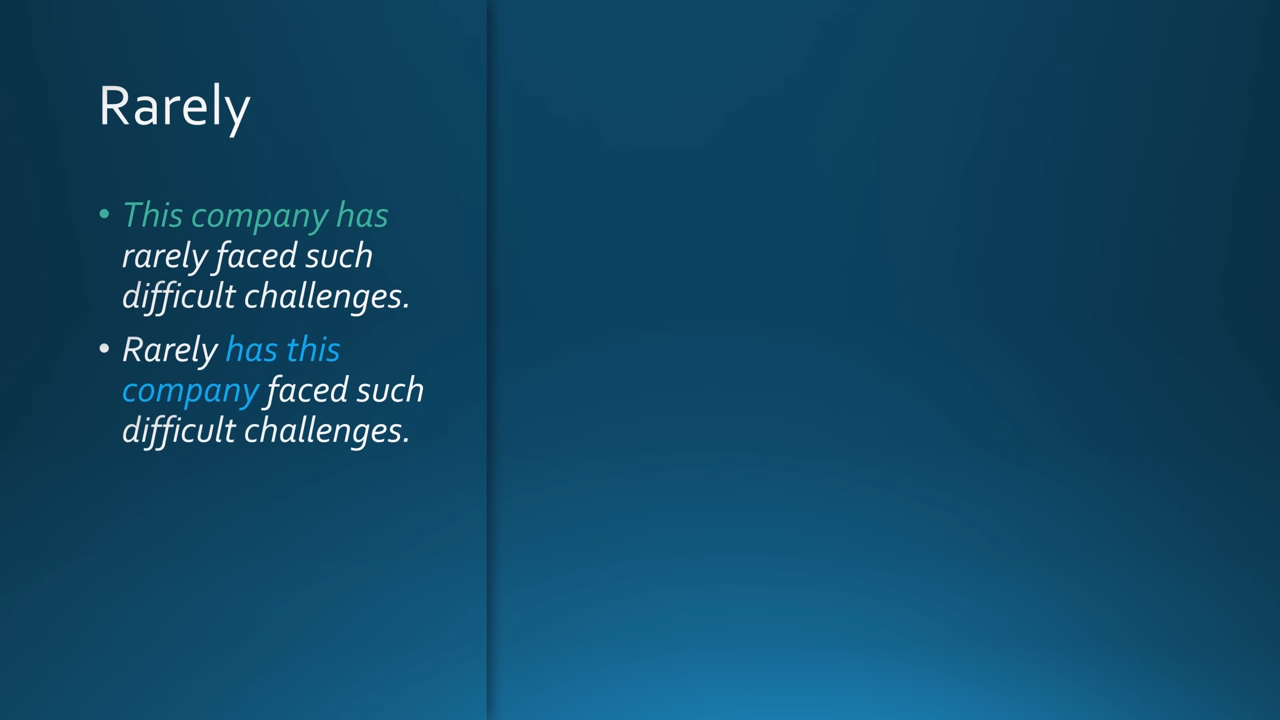 Rarely
• This company has
rarely faced such
difficult challenges.
• Rarely has this
company faced such
difficult challenges.